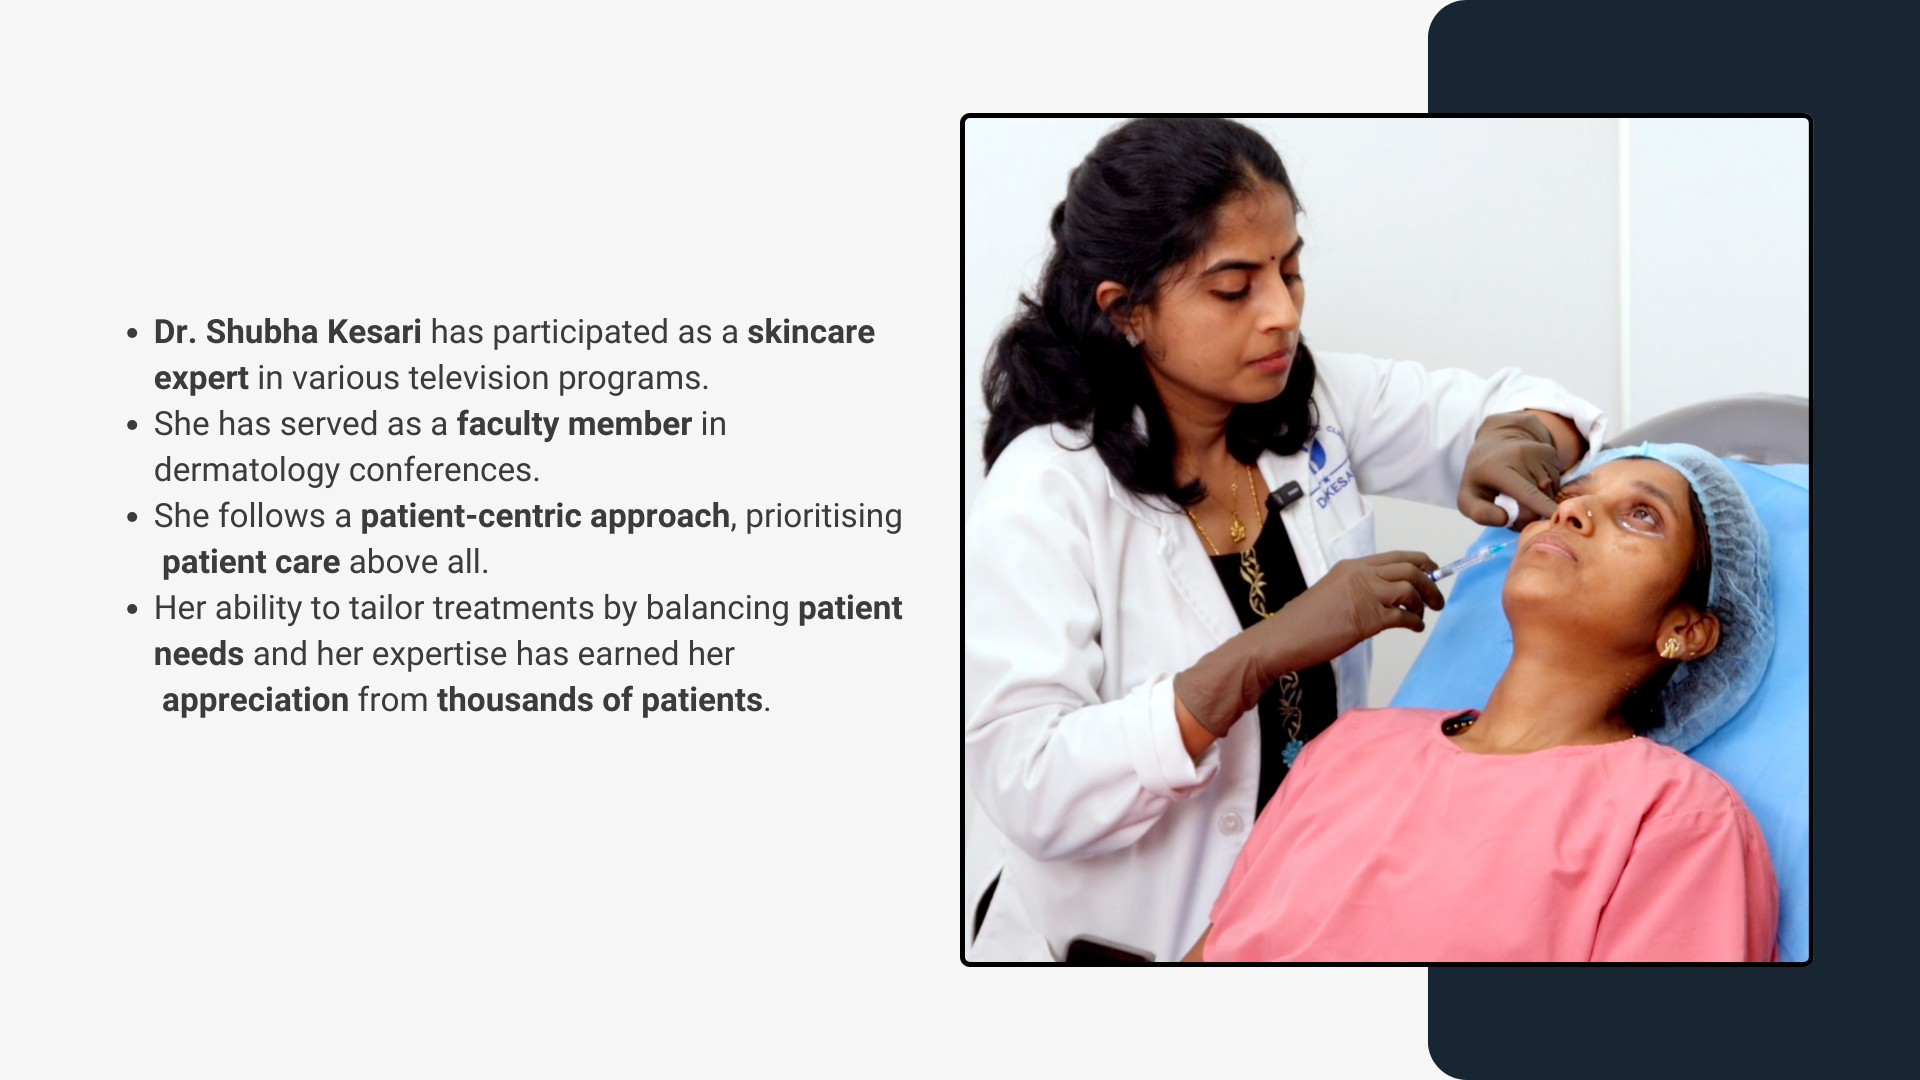 • Dr. Shubha Kesari has participated as a skincare
expert in various television programs.
• She has served as a faculty member in
dermatology conferences.
• She follows a patient-centric approach, prioritising
patient care above all.
• Her ability to tailor treatments by balancing patient
needs and her expertise has earned her
appreciation from thousands of patients.